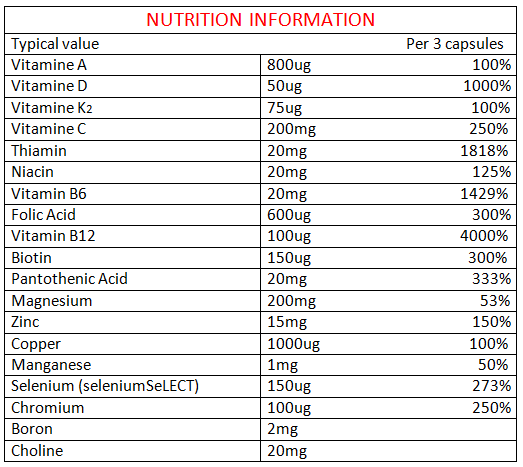 NUTRITION INFORMATION
Typical value Per 3 capsules
Vitamine A 800ug 100%
Vitamine D 50ug 1000%
Vitamine K2 75ug 100%
Vitamine C 200mg 250%
Thiamin 20mg 1818%
Niacin 20mg 125%
Vitamin B6 20mg 1429%
Folic Acid 600ug 300%
Vitamin B12 100ug 4000%
Biotin 150ug 300%
Pantothenic Acid 20mg 333%
Magnesium 200mg 53%
Zinc 15mg 150%
Copper 1000ug 100%
Manganese 1mg 50%
Selenium (seleniumSeLECT) 150ug 273%
Chromium 100ug 250%
Boron 2mg
Choline 20mg